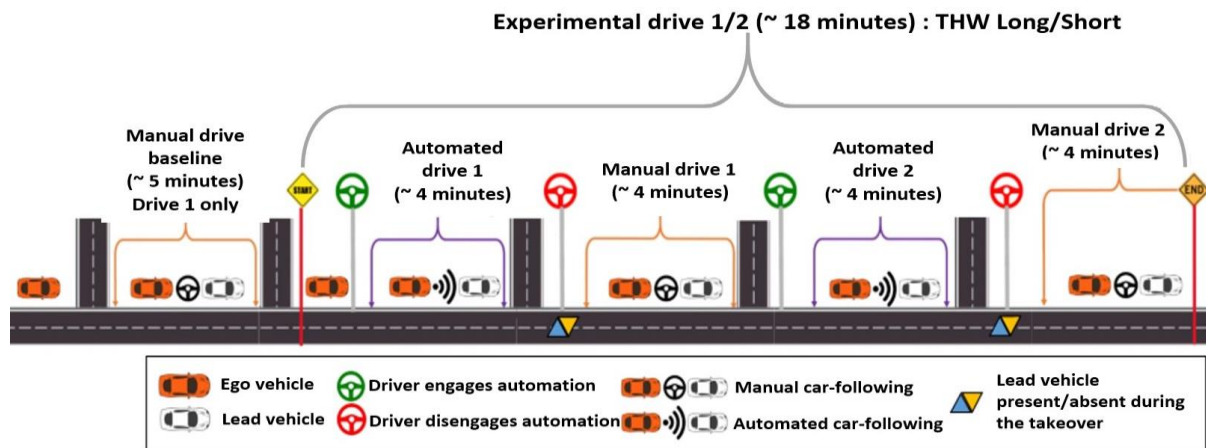 Experimental drive 1/2 (~ 18 minutes) : THW Long/Short
Manual drive
baseline
(~ 5 minutes)
Drive 1 only
START
Automated
drive 1
(~ 4 minutes)
Manual drive 1
(~ 4 minutes)
Automated
drive 2
(~ 4 minutes)
Manual drive 2
(~ 4 minutes)
END
Ego vehicle
Lead vehicle
Driver engages automation
Driver disengages automation
Manual car-following
Automated car-following
Lead vehicle
present/absent during
the takeover